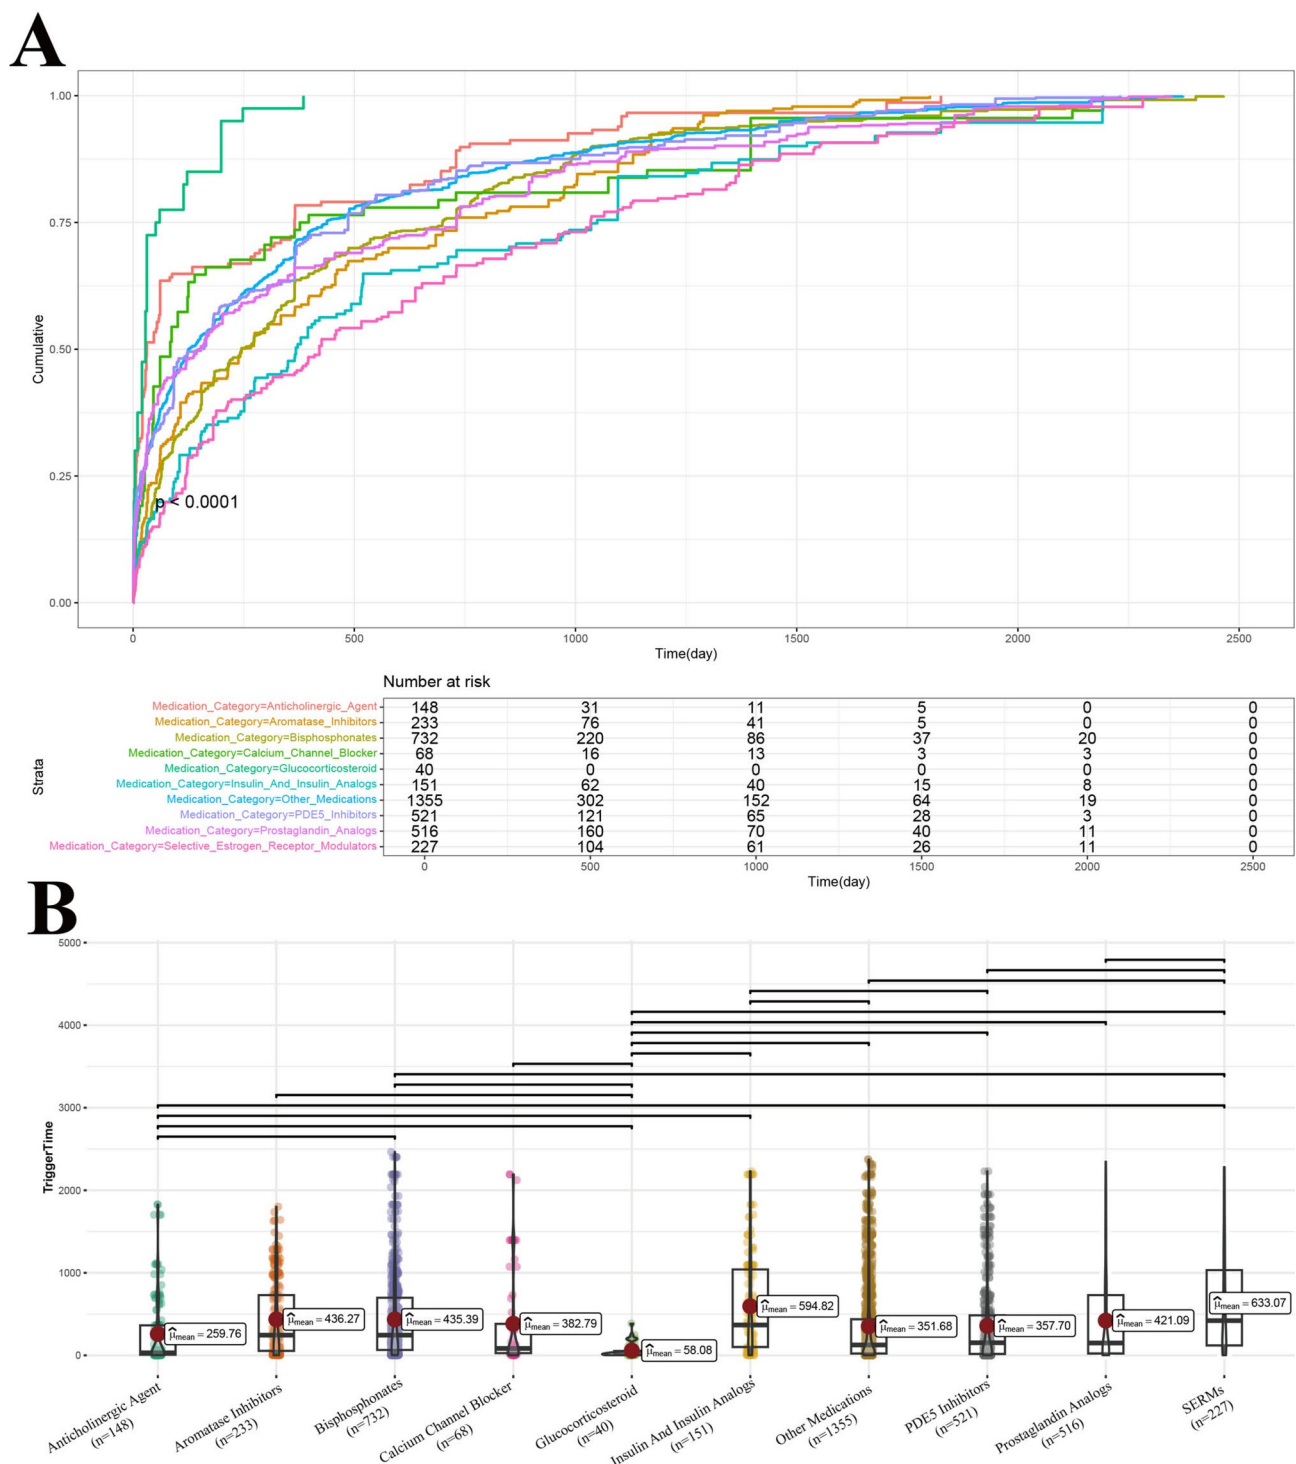 A
1.00
0.75
0.50
0.25
0.00
Cumulative
p < 0.0001
0 500 1000 1500 2000 2500
Time(day)
Number at risk
Strata
Medication_Category=Anticholinergic_Agent 148 31 11 5 0 0
Medication_Category=Aromatase_Inhibitors 233 76 41 5 0 0
Medication_Category=Bisphosphonates 732 220 86 37 20 0
Medication_Category=Calcium_Channel_Blocker 68 16 13 3 3 0
Medication_Category=Glucocorticosteroid 40 0 0 0 0 0
Medication_Category=Insulin_And_Insulin_Analogs 151 62 40 15 8 0
Medication_Category=Other_Medications 1355 302 152 64 19 0
Medication_Category=PDE5_Inhibitors 521 121 65 28 3 0
Medication_Category=Prostaglandin_Analogs 516 160 70 40 11 0
Medication_Category=Selective_Estrogen_Receptor_Modulators 227 104 61 26 11 0
0 500 1000 1500 2000 2500
Time(day)
B
5000
4000
3000
2000
1000
0
TriggerTime
μ̂mean = 259.76
μ̂mean = 436.27
μ̂mean = 435.39
μ̂mean = 382.79
μ̂mean = 58.08
μ̂mean = 594.82
μ̂mean = 351.68
μ̂mean = 357.70
μ̂mean = 421.09
μ̂mean = 633.07
Anticholinergic Agent
(n=148)
Aromatase Inhibitors
(n=233)
Bisphosphonates
(n=732)
Calcium Channel Blocker
(n=68)
Glucocorticosteroid
(n=40)
Insulin And Insulin Analogs
(n=151)
Other Medications
(n=1355)
PDE5 Inhibitors
(n=521)
Prostaglandin Analogs
(n=516)
SERMs
(n=227)